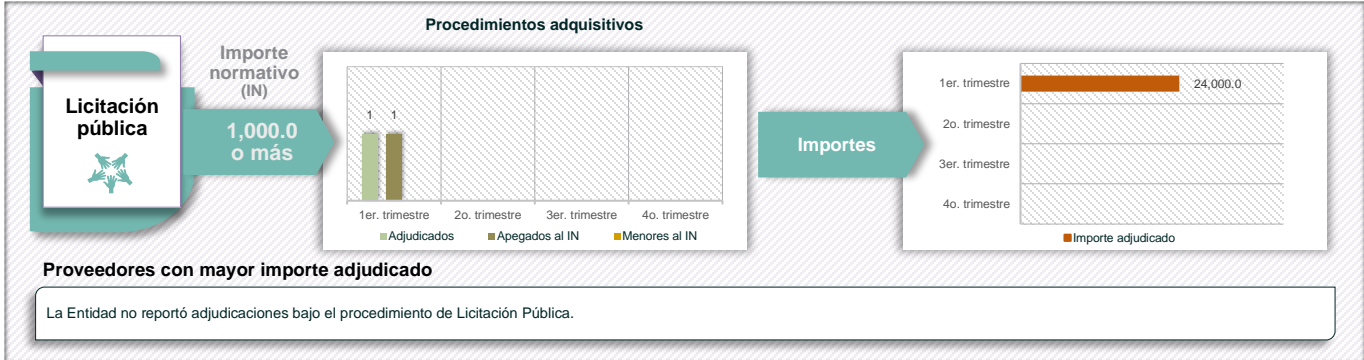 Procedimientos adquisitivos
Licitación
pública
Importe
normativo
(IN)
1,000.0
o más
1 1
1er. trimestre 2o. trimestre 3er. trimestre 4o. trimestre
Adjudicados Apegados al IN Menores al IN
Importes
1er. trimestre 24,000.0
2o. trimestre
3er. trimestre
4o. trimestre
Importe adjudicado
Proveedores con mayor importe adjudicado
La Entidad no reportó adjudicaciones bajo el procedimiento de Licitación Pública.